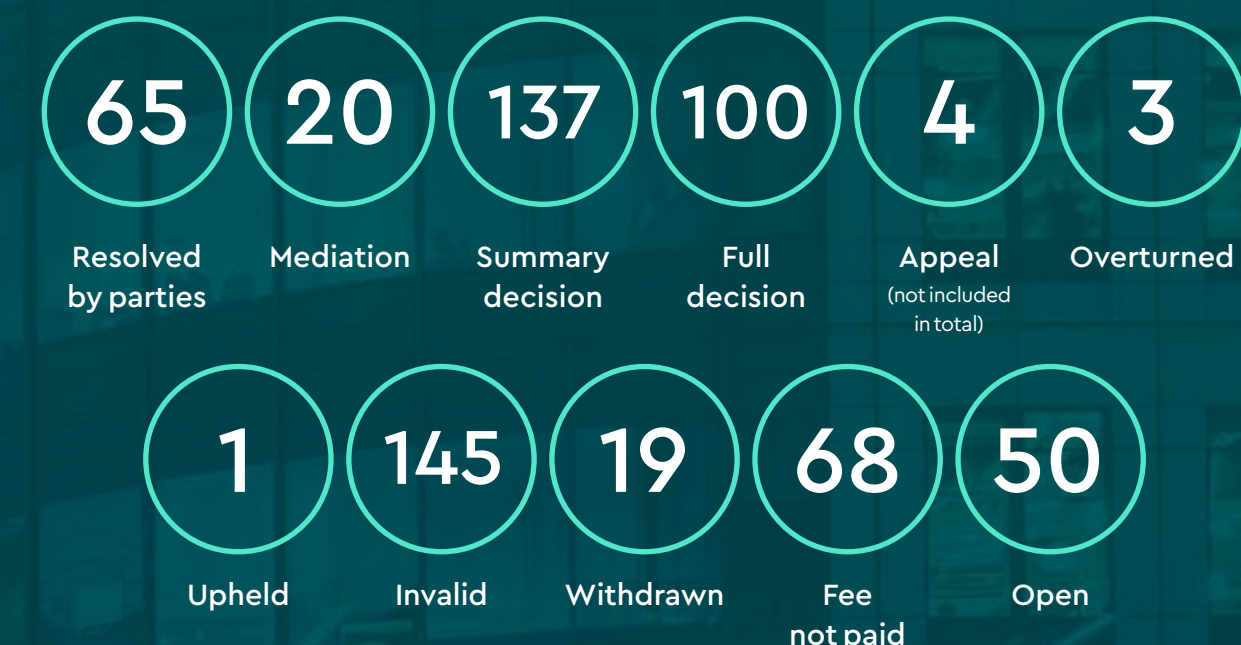 65 20 137 100 4 3
Resolved Mediation Summary Full Appeal Overturned
by parties decision decision (not included
in total)
1 145 19 68 50
Upheld Invalid Withdrawn Fee Open
not paid